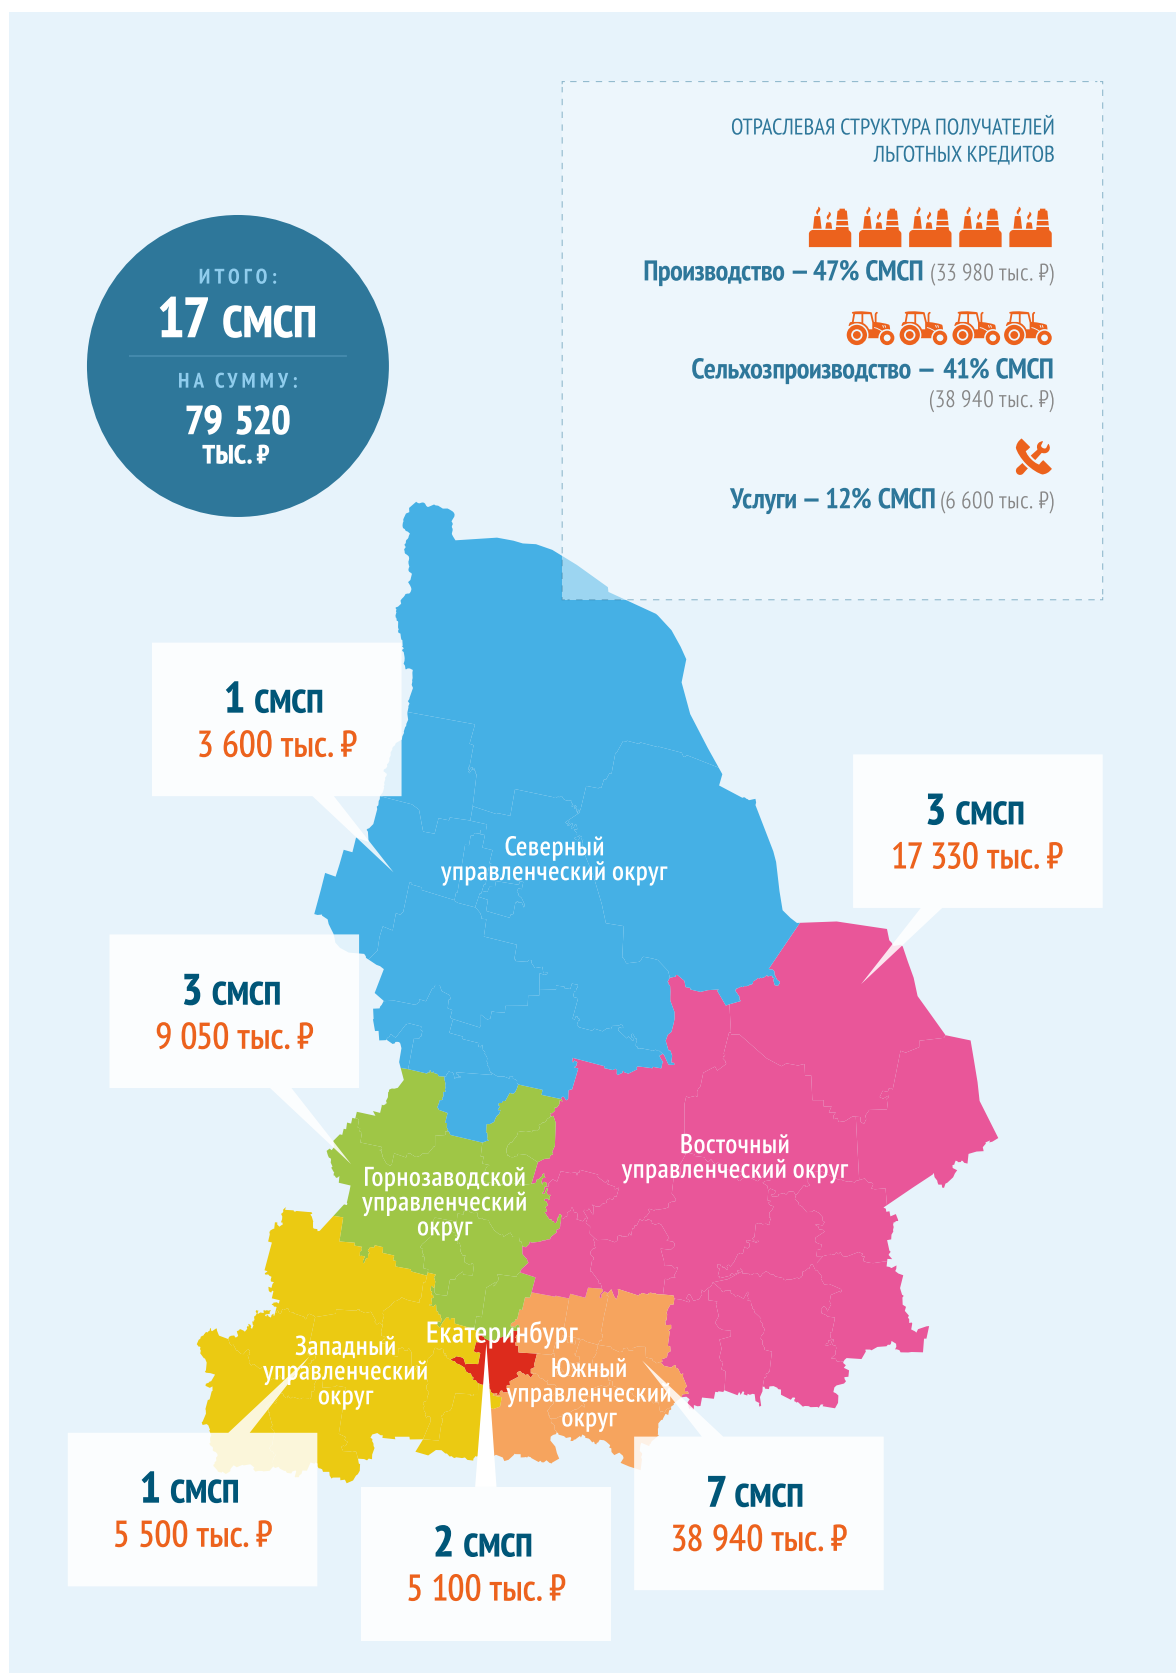 ОТРАСЛЕВАЯ СТРУКТУРА ПОЛУЧАТЕЛЕЙ
ЛЬГОТНЫХ КРЕДИТОВ
Производство – 47% СМСП (33 980 тыс. ₽)
Сельхозпроизводство – 41% СМСП
(38 940 тыс. ₽)
Услуги – 12% СМСП (6 600 тыс. ₽)
ИТОГО:
17 СМСП
НА СУММУ:
79 520
ТЫС. ₽
1 СМСП
3 600 тыс. ₽
3 СМСП
17 330 тыс. ₽
Северный
управленческий округ
3 СМСП
9 050 тыс. ₽
Восточный
управленческий округ
Горнозаводской
управленческий
округ
Екатеринбург
Западный
управленческий
округ
Южный
управленческий
округ
1 СМСП
5 500 тыс. ₽
2 СМСП
5 100 тыс. ₽
7 СМСП
38 940 тыс. ₽